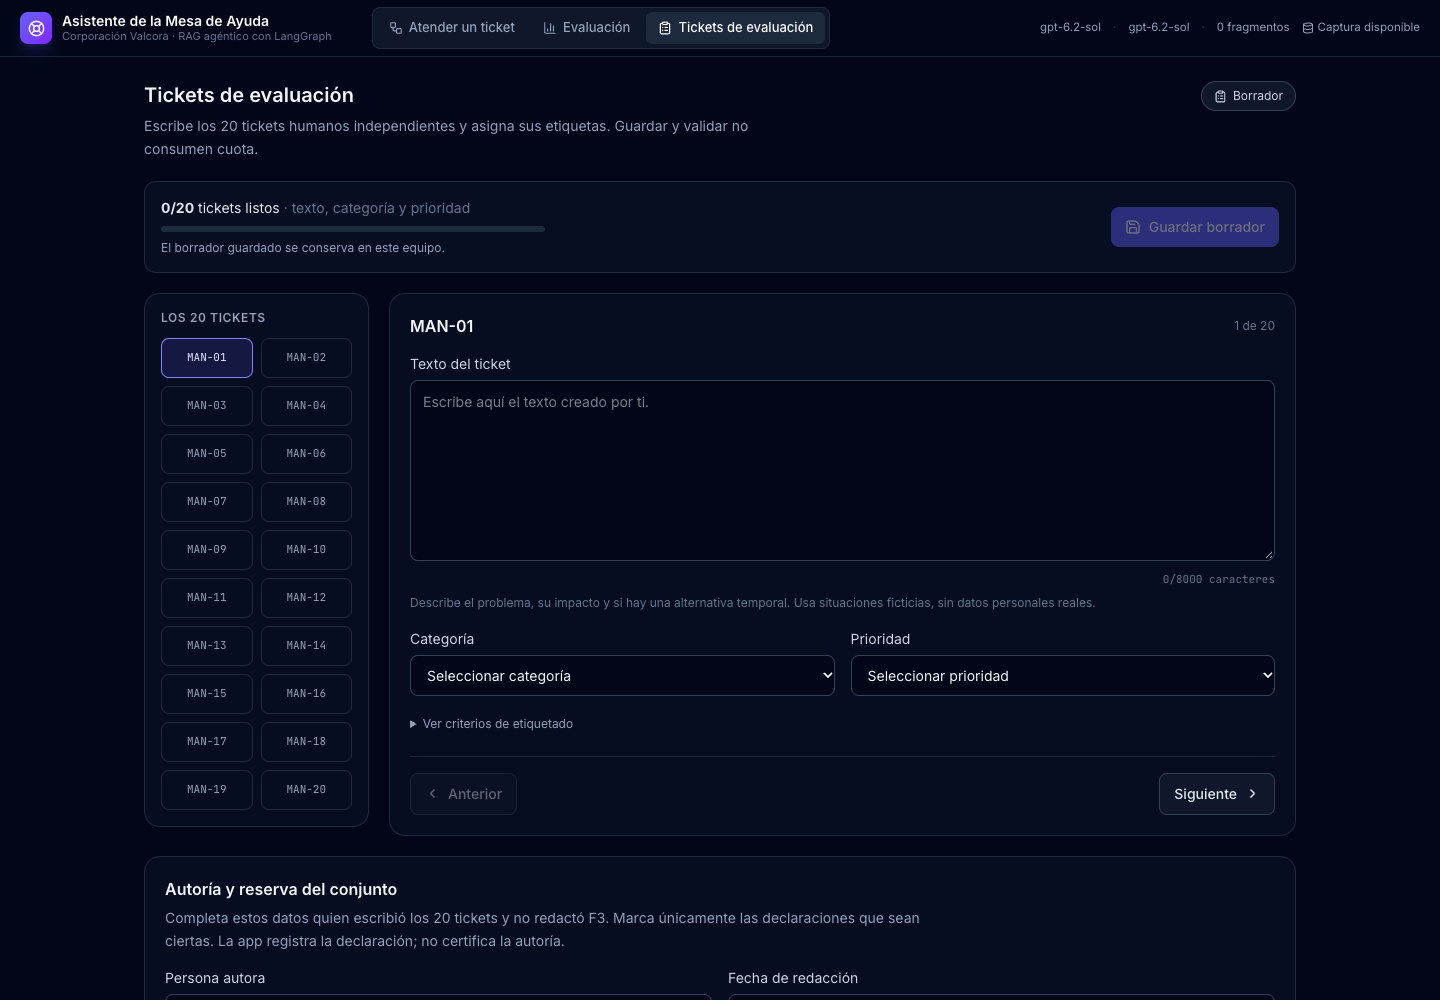 Asistente de la Mesa de Ayuda
Corporación Valcora · RAG agéntico con LangGraph
Atender un ticket
Evaluación
Tickets de evaluación
gpt-6.2-sol · gpt-6.2-sol · 0 fragmentos
Captura disponible
Tickets de evaluación
Borrador
Escribe los 20 tickets humanos independientes y asigna sus etiquetas. Guardar y validar no
consumen cuota.
0/20 tickets listos · texto, categoría y prioridad
El borrador guardado se conserva en este equipo.
Guardar borrador
LOS 20 TICKETS
MAN-01 MAN-02
MAN-03 MAN-04
MAN-05 MAN-06
MAN-07 MAN-08
MAN-09 MAN-10
MAN-11 MAN-12
MAN-13 MAN-14
MAN-15 MAN-16
MAN-17 MAN-18
MAN-19 MAN-20
MAN-01
1 de 20
Texto del ticket
Escribe aquí el texto creado por ti.
0/8000 caracteres
Describe el problema, su impacto y si hay una alternativa temporal. Usa situaciones ficticias, sin datos personales reales.
Categoría
Prioridad
Seleccionar categoría
Seleccionar prioridad
Ver criterios de etiquetado
Anterior
Siguiente
Autoría y reserva del conjunto
Completa estos datos quien escribió los 20 tickets y no redactó F3. Marca únicamente las declaraciones que sean
ciertas. La app registra la declaración; no certifica la autoría.
Persona autora
Fecha de redacción